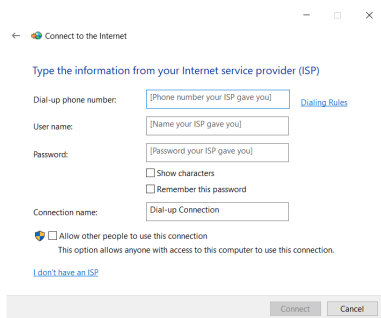 Connect to the Internet
Type the information from your Internet service provider (ISP)
Dial-up phone number: [Phone number your ISP gave you] Dialing Rules
User name: [Name your ISP gave you]
Password: [Password your ISP gave you]
Show characters
Remember this password
Connection name: Dial-up Connection
Allow other people to use this connection
This option allows anyone with access to this computer to use this connection.
I don't have an ISP
Connect Cancel